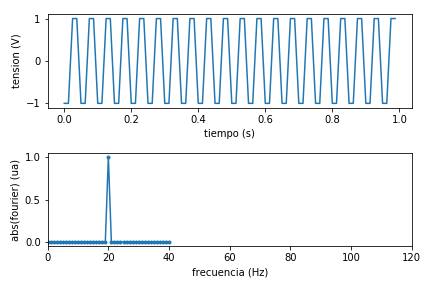 1
0
−1
tension (V)
0.0 0.2 0.4 0.6 0.8 1.0
tiempo (s)
1.0
0.5
0.0
abs(fourier) (ua)
0 20 40 60 80 100 120
frecuencia (Hz)